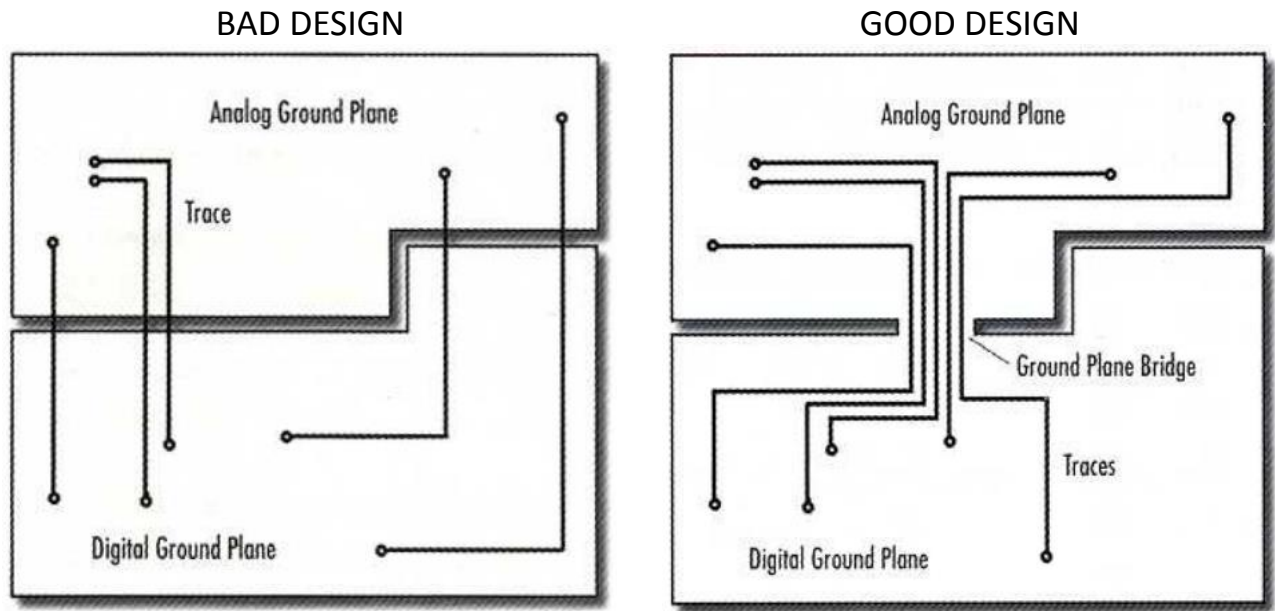 BAD DESIGN
Analog Ground Plane
Trace
Digital Ground Plane
GOOD DESIGN
Analog Ground Plane
Ground Plane Bridge
Traces
Digital Ground Plane